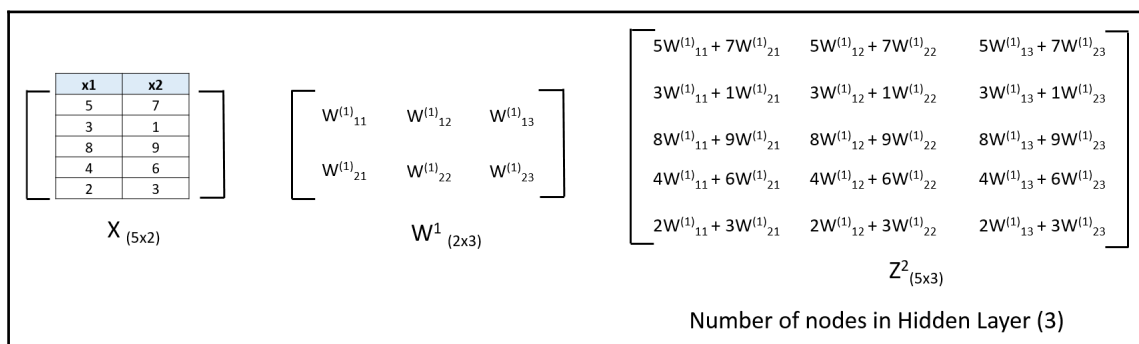 x1 x2
5 7
3 1
8 9
4 6
2 3
X (5x2)
W⁽¹⁾₁₁ W⁽¹⁾₁₂ W⁽¹⁾₁₃
W⁽¹⁾₂₁ W⁽¹⁾₂₂ W⁽¹⁾₂₃
W¹ (2x3)
5W⁽¹⁾₁₁ + 7W⁽¹⁾₂₁ 5W⁽¹⁾₁₂ + 7W⁽¹⁾₂₂ 5W⁽¹⁾₁₃ + 7W⁽¹⁾₂₃
3W⁽¹⁾₁₁ + 1W⁽¹⁾₂₁ 3W⁽¹⁾₁₂ + 1W⁽¹⁾₂₂ 3W⁽¹⁾₁₃ + 1W⁽¹⁾₂₃
8W⁽¹⁾₁₁ + 9W⁽¹⁾₂₁ 8W⁽¹⁾₁₂ + 9W⁽¹⁾₂₂ 8W⁽¹⁾₁₃ + 9W⁽¹⁾₂₃
4W⁽¹⁾₁₁ + 6W⁽¹⁾₂₁ 4W⁽¹⁾₁₂ + 6W⁽¹⁾₂₂ 4W⁽¹⁾₁₃ + 6W⁽¹⁾₂₃
2W⁽¹⁾₁₁ + 3W⁽¹⁾₂₁ 2W⁽¹⁾₁₂ + 3W⁽¹⁾₂₂ 2W⁽¹⁾₁₃ + 3W⁽¹⁾₂₃
Z² (5x3)
Number of nodes in Hidden Layer (3)